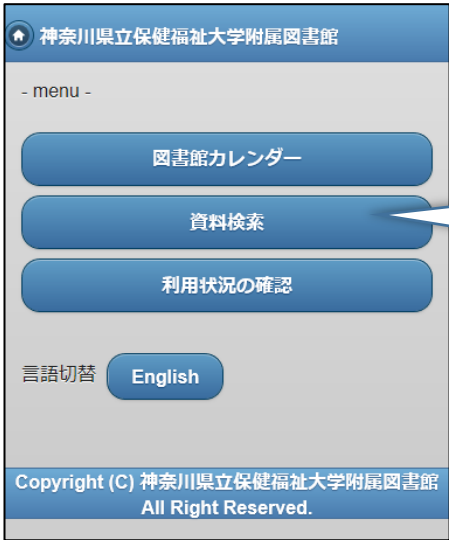 神奈川県立保健福祉大学附属図書館
- menu -
図書館カレンダー
資料検索
利用状況の確認
言語切替 English
Copyright (C) 神奈川県立保健福祉大学附属図書館
All Right Reserved.